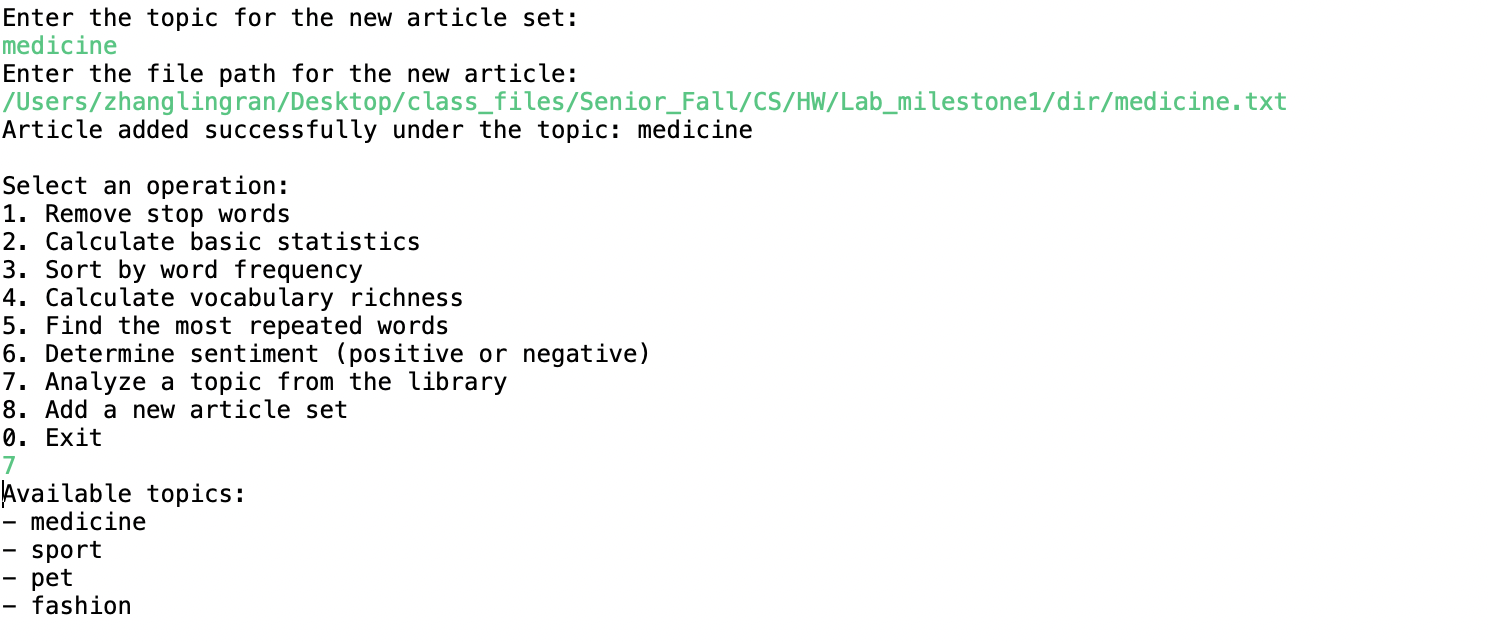 Enter the topic for the new article set:
medicine
Enter the file path for the new article:
/Users/zhanglingran/Desktop/class_files/Senior_Fall/CS/HW/Lab_milestone1/dir/medicine.txt
Article added successfully under the topic: medicine

Select an operation:
1. Remove stop words
2. Calculate basic statistics
3. Sort by word frequency
4. Calculate vocabulary richness
5. Find the most repeated words
6. Determine sentiment (positive or negative)
7. Analyze a topic from the library
8. Add a new article set
0. Exit
7
Available topics:
- medicine
- sport
- pet
- fashion